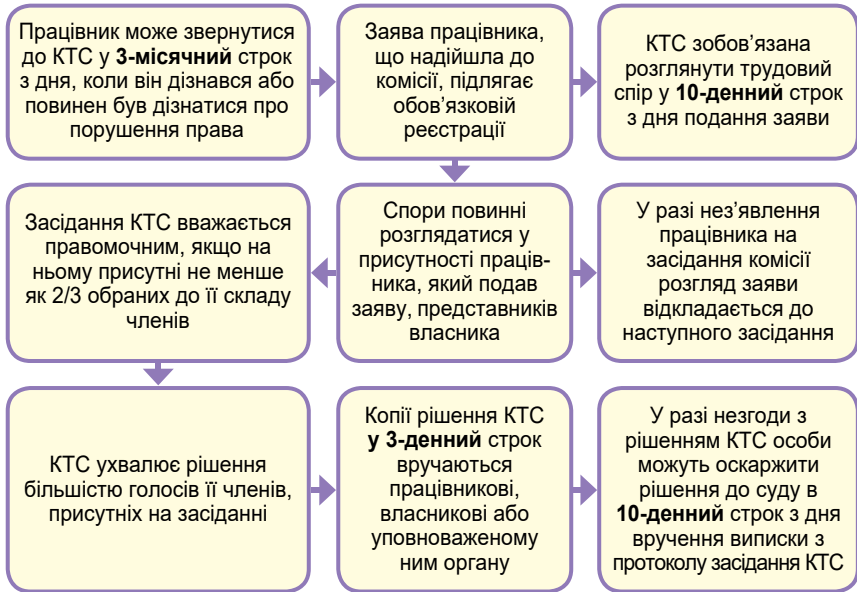 Працівник може звернутися
до КТС у 3-місячний строк
з дня, коли він дізнався або
повинен був дізнатися про
порушення права
Заява працівника,
що надійшла до
комісії, підлягає
обов’язковій
реєстрації
КТС зобов’язана
розглянути трудовий
спір у 10-денний строк
з дня подання заяви
Засідання КТС вважається
правомочним, якщо на
ньому присутні не менше
як 2/3 обраних до її складу
членів
Спори повинні
розглядатися у
присутності праців-
ника, який подав
заяву, представників
власника
У разі нез’явлення
працівника на
засідання комісії
розгляд заяви
відкладається до
наступного засідання
КТС ухвалює рішення
більшістю голосів її членів,
присутніх на засіданні
Копії рішення КТС
у 3-денний строк
вручаються
працівникові,
власникові або
уповноваженому
ним органу
У разі незгоди з
рішенням КТС особи
можуть оскаржити
рішення до суду в
10-денний строк з дня
вручення виписки з
протоколу засідання КТС